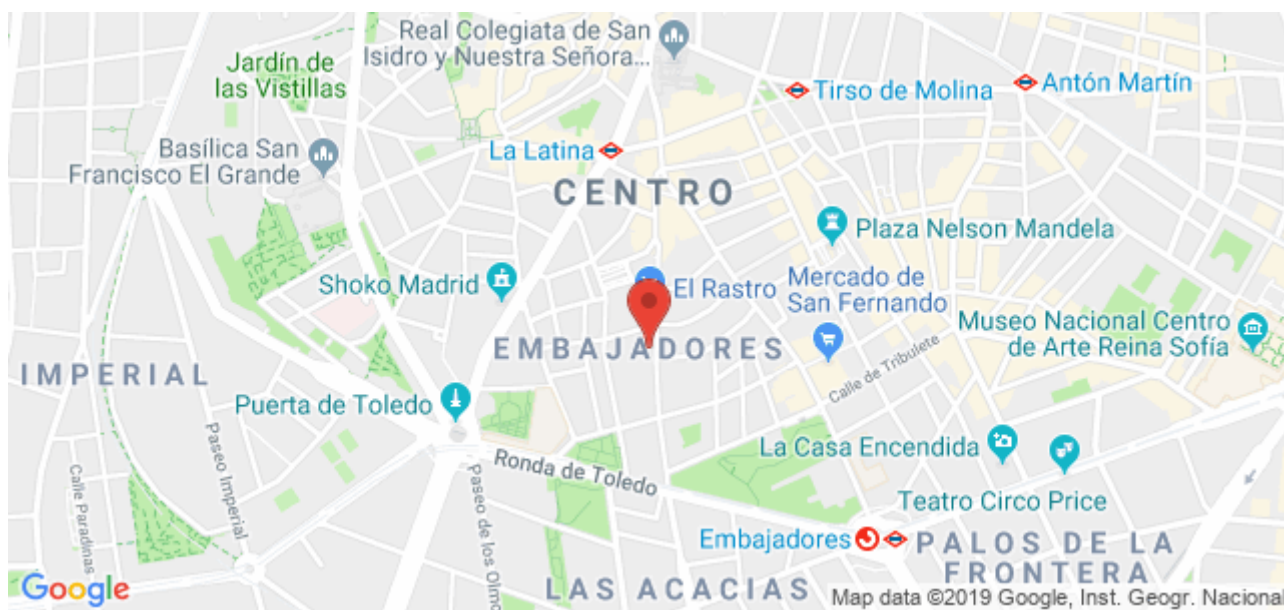 Real Colegiata de San
Isidro y Nuestra Señora...
Jardín de
las Vistillas
Tirso de Molina
Antón Martín
Basílica San
Francisco El Grande
La Latina
CENTRO
Plaza Nelson Mandela
Shoko Madrid
El Rastro
Mercado de
San Fernando
Museo Nacional Centro
de Arte Reina Sofía
EMBAJADORES
IMPERIAL
Calle de Tribulete
Puerta de Toledo
La Casa Encendida
Paseo Imperial
Ronda de Toledo
Calle Paradinas
Paseo de los Olmo
Teatro Circo Price
Embajadores
PALOS DE LA
FRONTERA
LAS ACACIAS
Google
Map data ©2019 Google, Inst. Geogr. Naciona